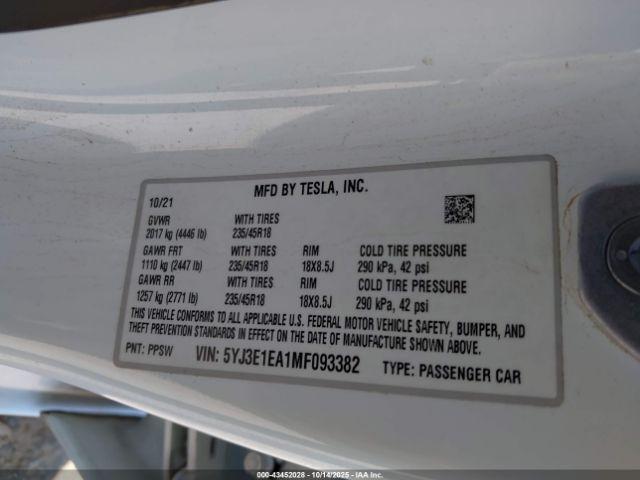 MFD BY TESLA, INC.
10/21
GVWR WITH TIRES
2017 kg (4446 lb) 235/45R18
GAWR FRT WITH TIRES RIM COLD TIRE PRESSURE
1110 kg (2447 lb) 235/45R18 18X8.5J 290 kPa, 42 psi
GAWR RR WITH TIRES RIM COLD TIRE PRESSURE
1257 kg (2771 lb) 235/45R18 18X8.5J 290 kPa, 42 psi
THIS VEHICLE CONFORMS TO ALL APPLICABLE U.S. FEDERAL MOTOR VEHICLE SAFETY, BUMPER, AND
THEFT PREVENTION STANDARDS IN EFFECT ON THE DATE OF MANUFACTURE SHOWN ABOVE.
PNT: PPSW VIN: 5YJ3E1EA1MF093382 TYPE: PASSENGER CAR
000-43452028 - 10/14/2025 - IAAI.COM